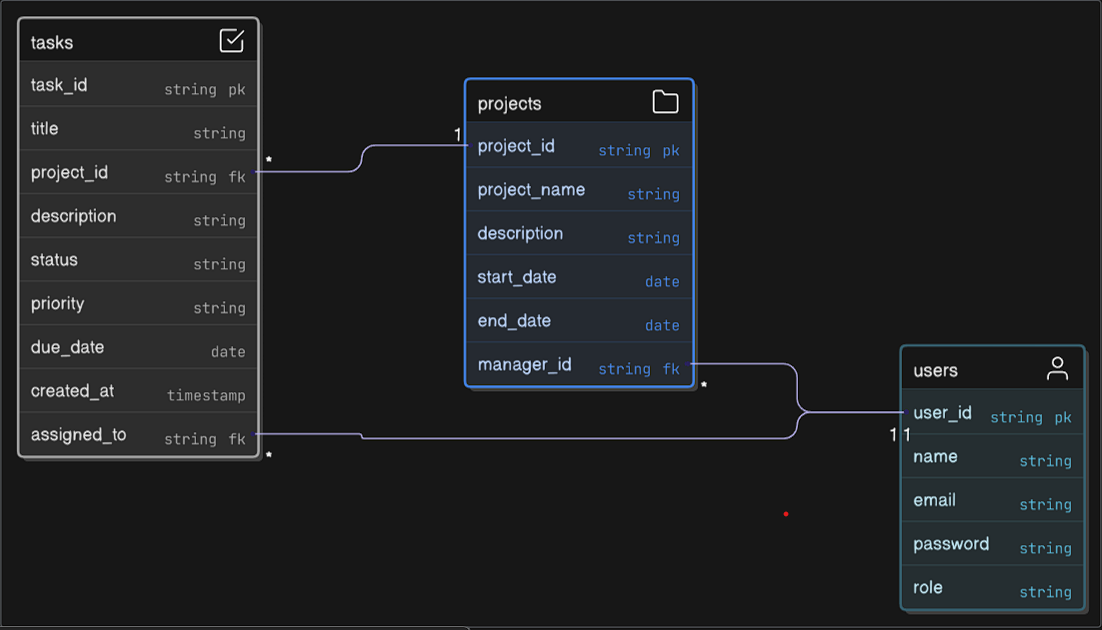 tasks
task_id string pk
title string
project_id string fk
description string
status string
priority string
due_date date
created_at timestamp
assigned_to string fk
*
*
1
projects
project_id string pk
project_name string
description string
start_date date
end_date date
manager_id string fk
*
users
user_id string pk
1 1
name string
email string
password string
role string